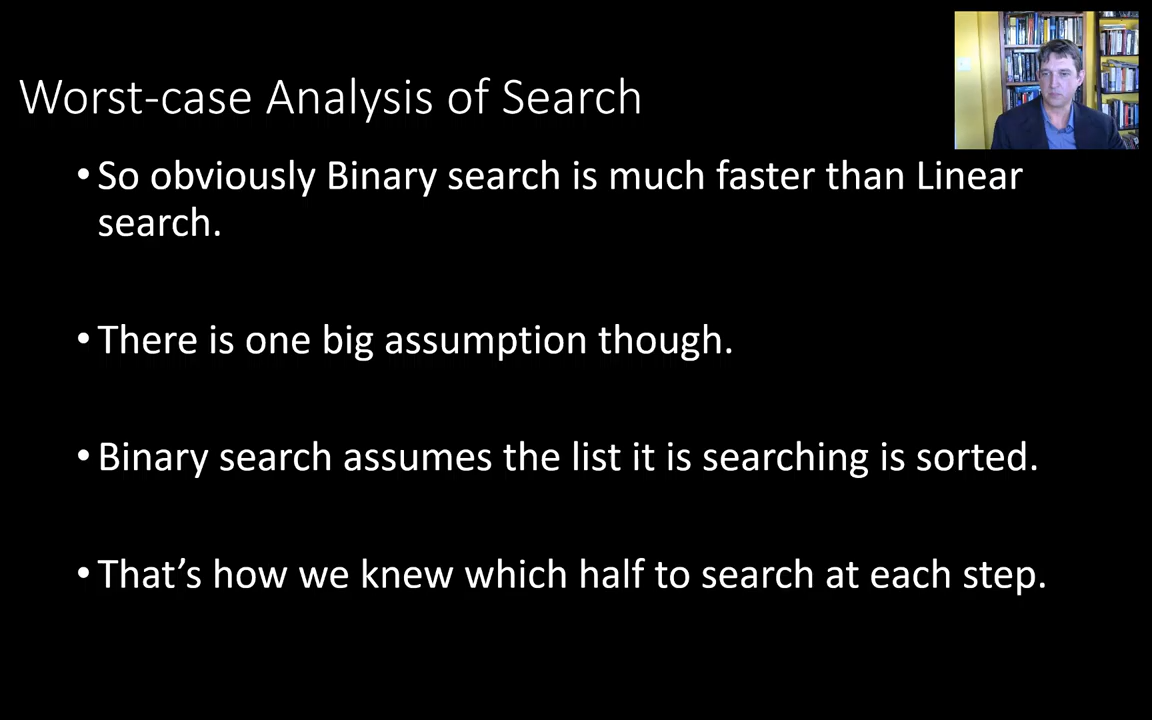 Worst-case Analysis of Search
•So obviously Binary search is much faster than Linear
search.
•There is one big assumption though.
•Binary search assumes the list it is searching is sorted.
•That’s how we knew which half to search at each step.